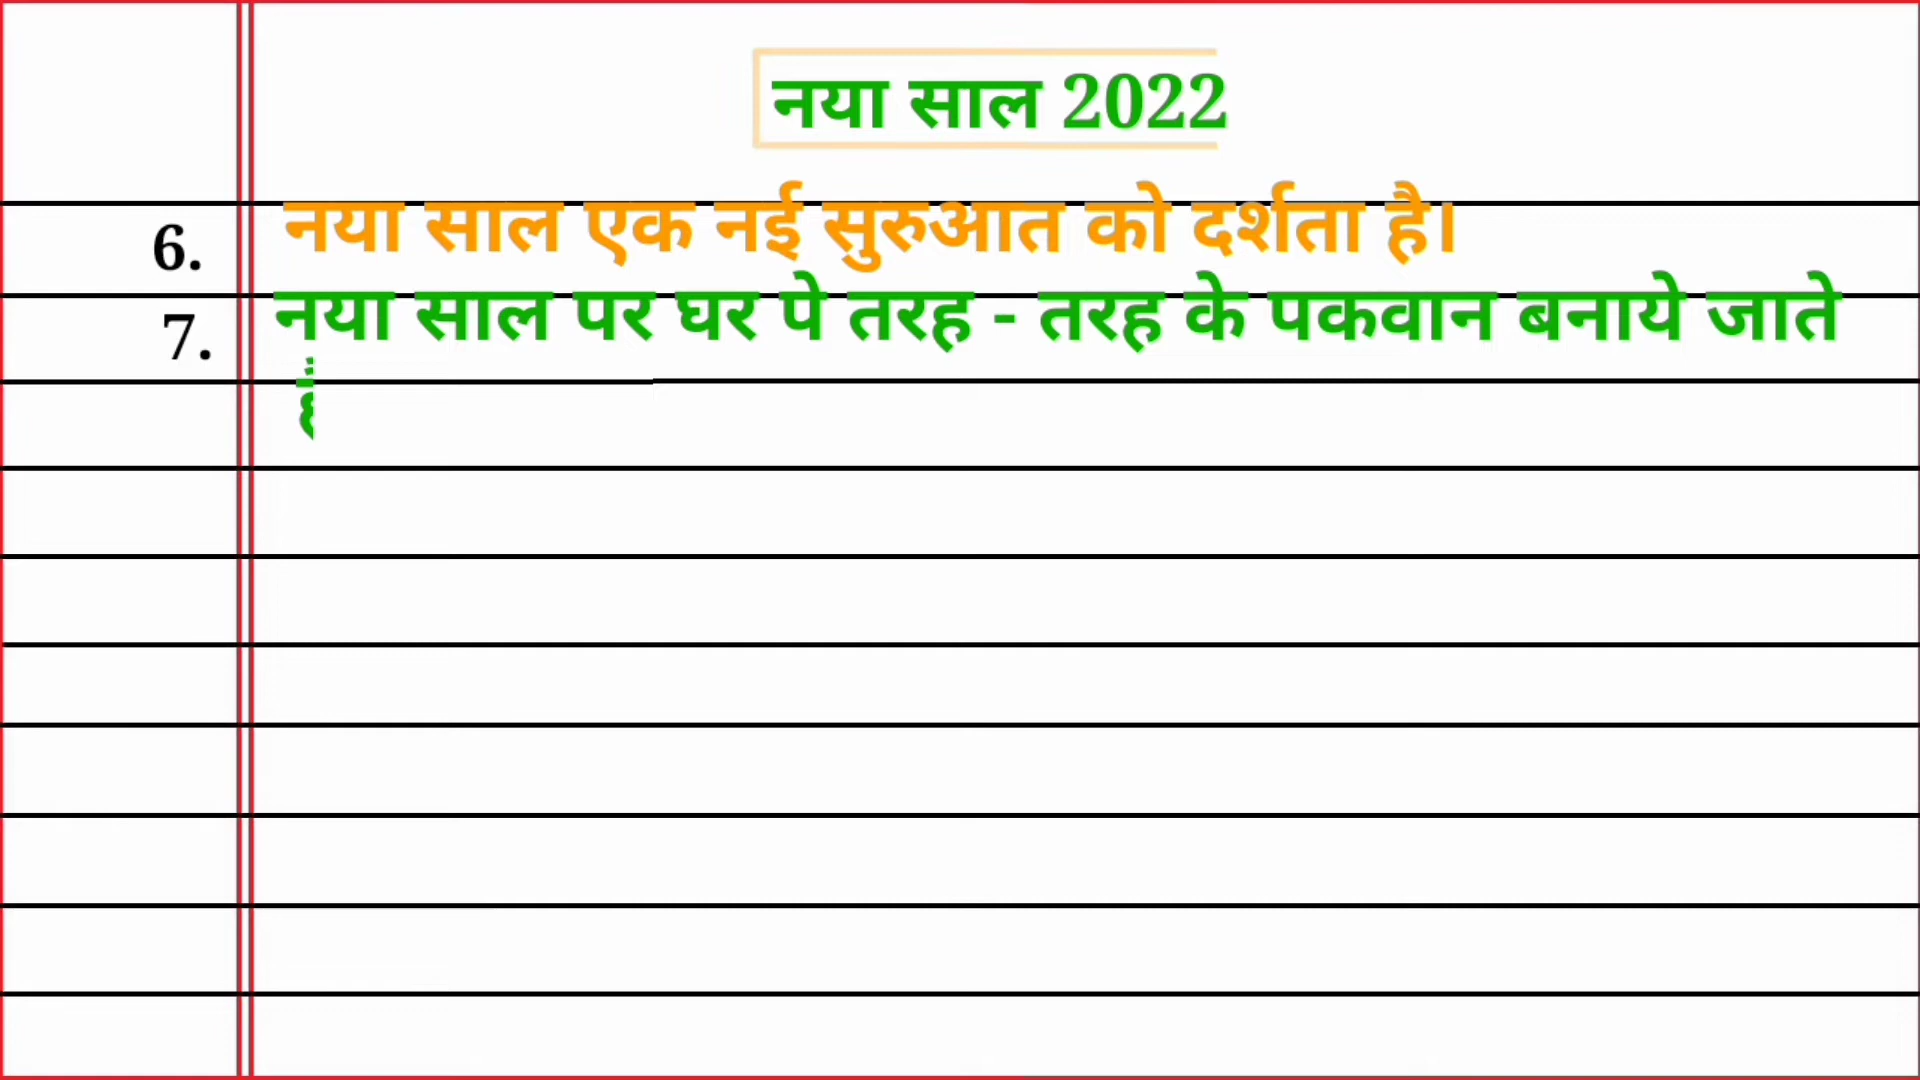 नया साल 2022
6. नया साल एक नई सुरुआत को दर्शता है।
7. नया साल पर घर पे तरह - तरह के पकवान बनाये जाते